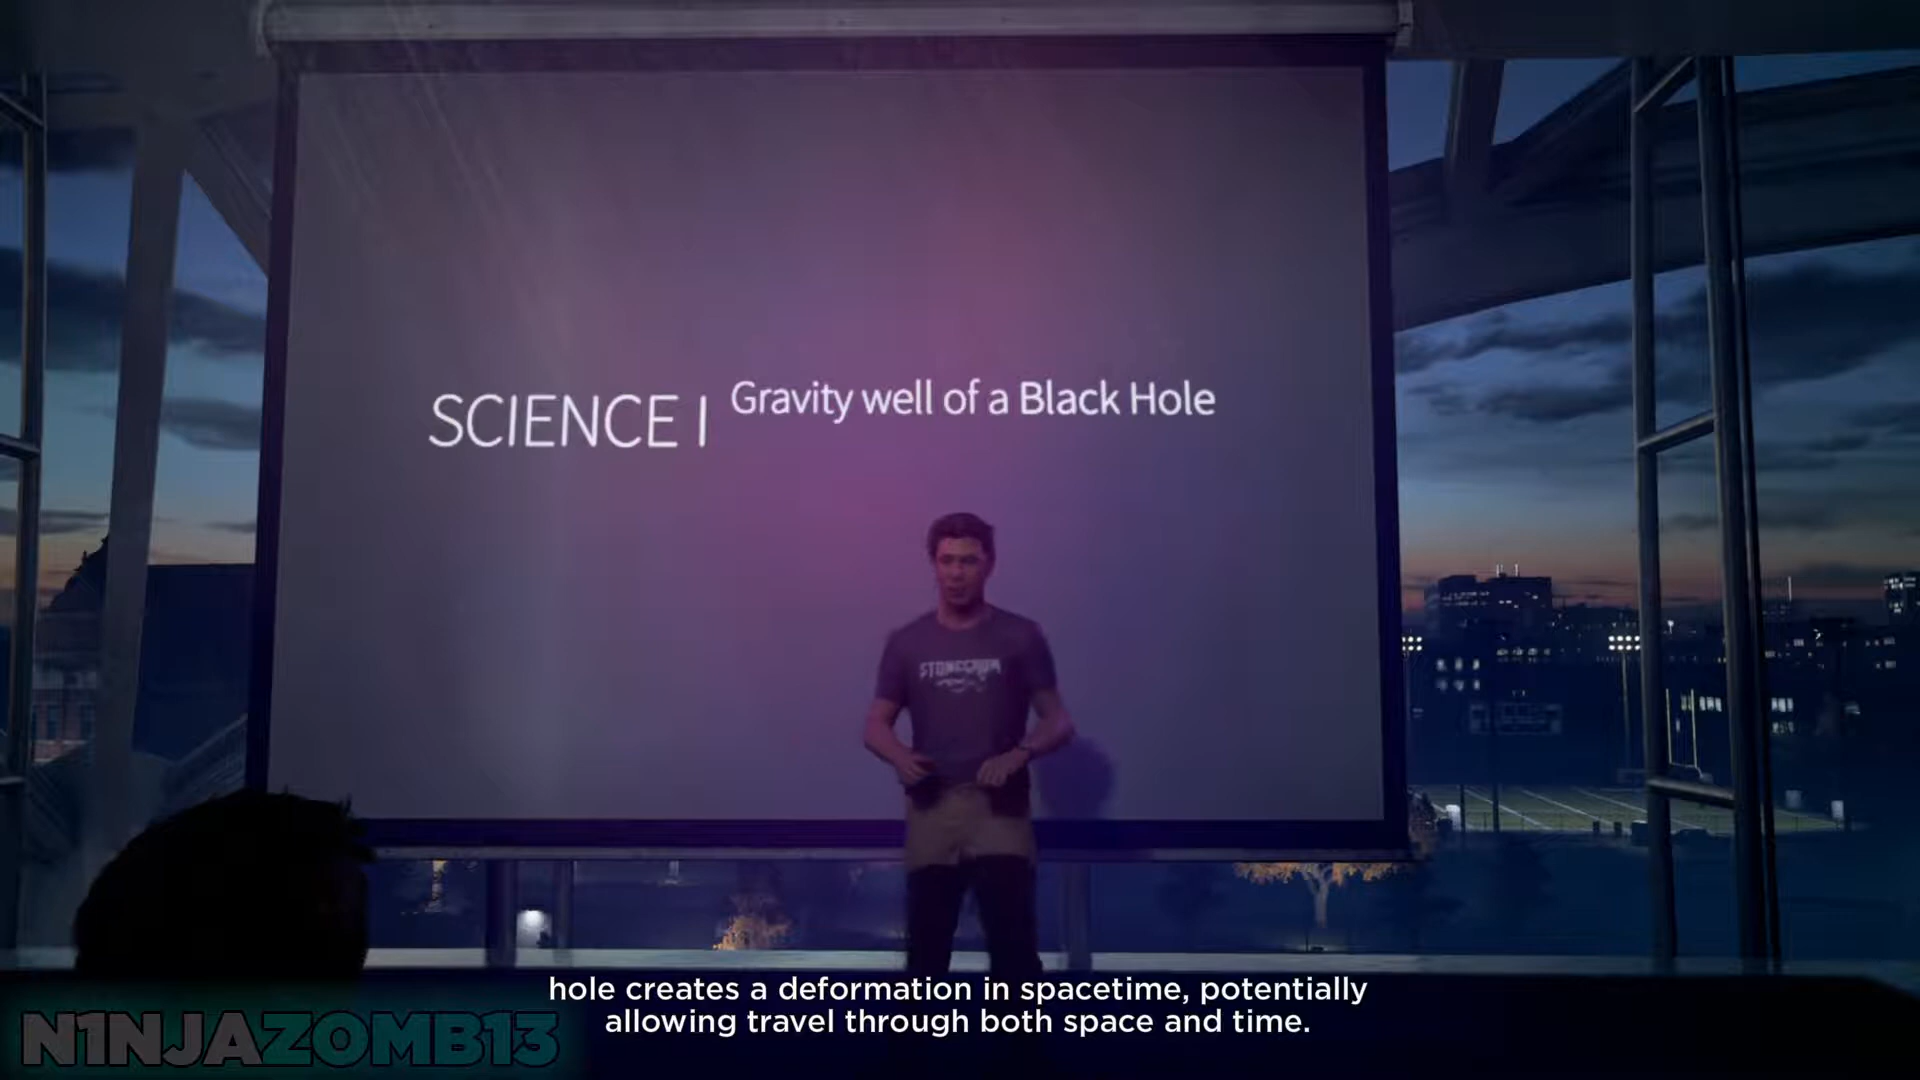 SCIENCE | Gravity well of a Black Hole
hole creates a deformation in spacetime, potentially
allowing travel through both space and time.
N1NJAZOMB13